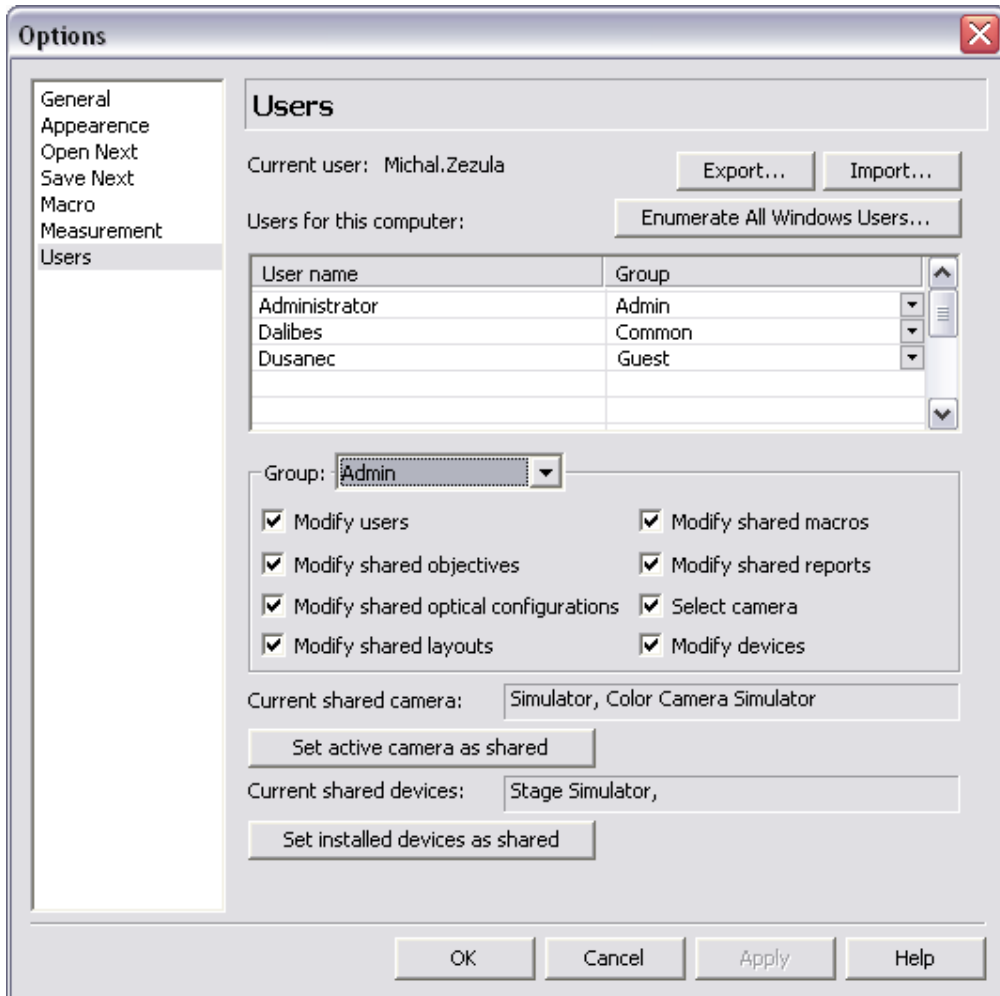 Options
General
Appearence
Open Next
Save Next
Macro
Measurement
Users
Users
Current user: Michal.Zezula
Export...
Import...
Users for this computer:
Enumerate All Windows Users...
User name Group
Administrator Admin
Dalibes Common
Dusanec Guest
Group: Admin
Modify users
Modify shared macros
Modify shared objectives
Modify shared reports
Modify shared optical configurations
Select camera
Modify shared layouts
Modify devices
Current shared camera: Simulator, Color Camera Simulator
Set active camera as shared
Current shared devices: Stage Simulator,
Set installed devices as shared
OK Cancel Apply Help